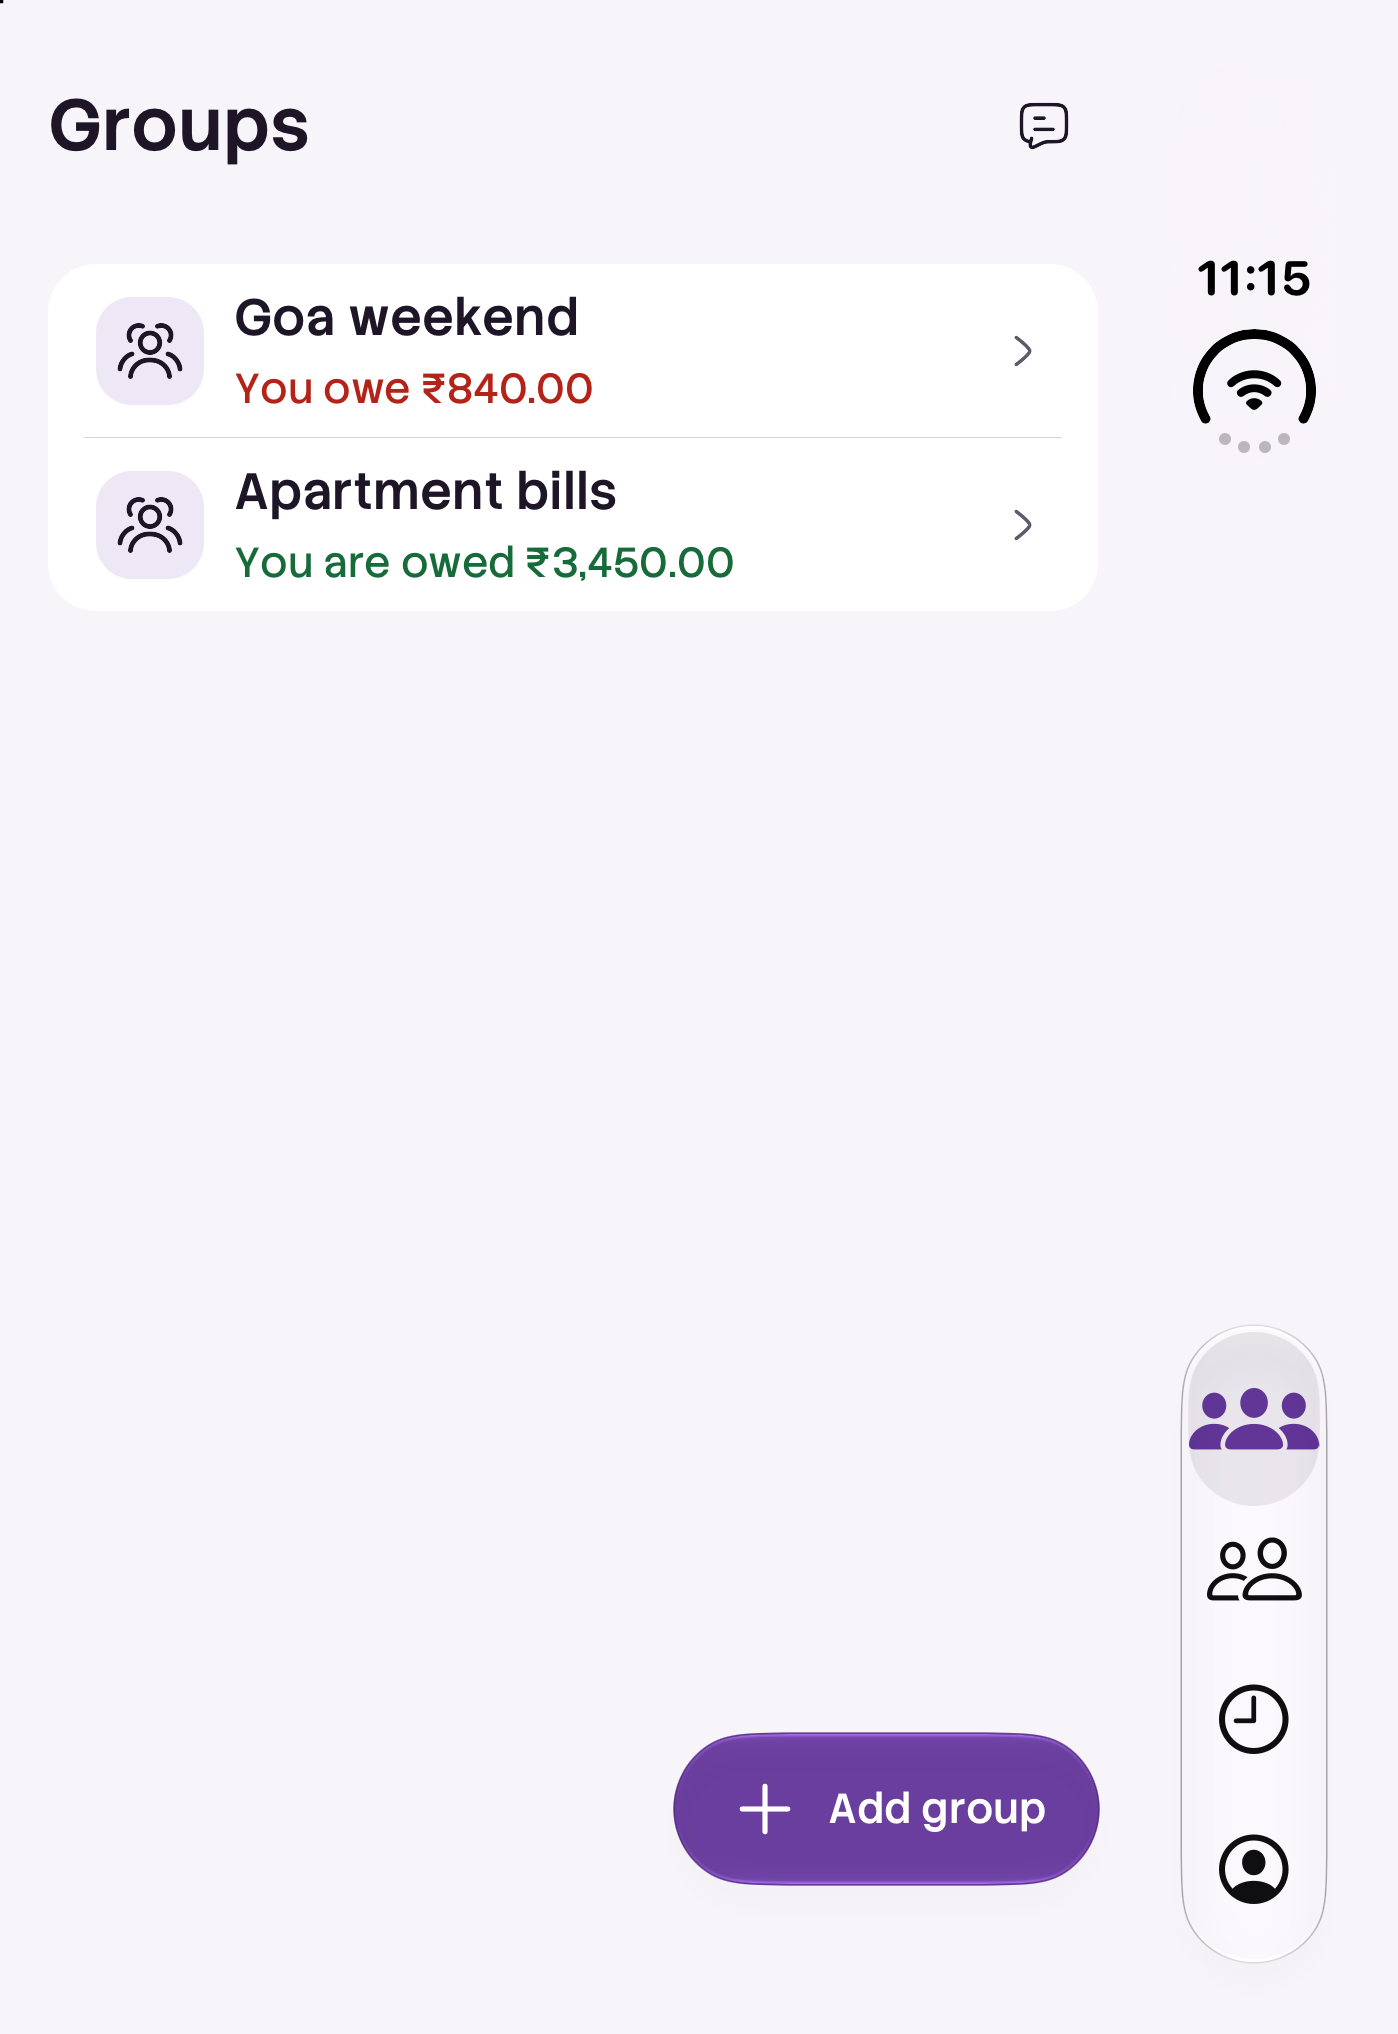 Groups
11:15
Goa weekend
You owe ₹840.00
Apartment bills
You are owed ₹3,450.00
Add group